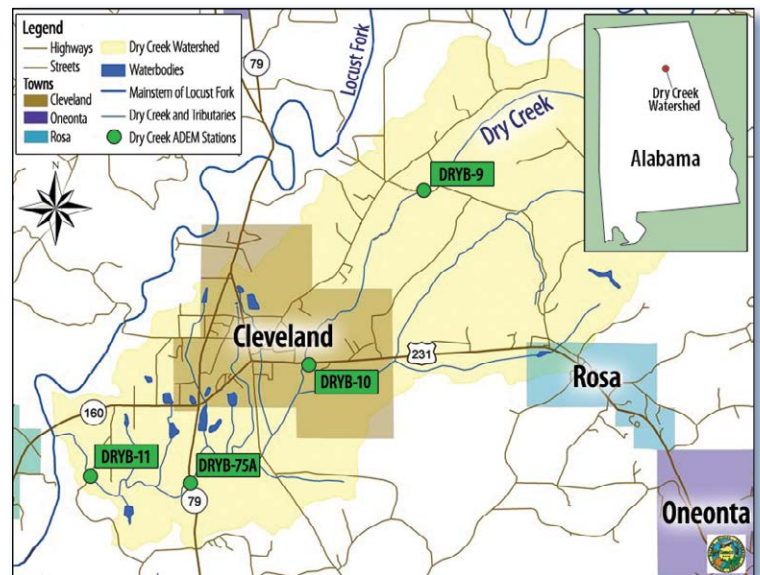 Legend
Highways
Streets
Towns
Cleveland
Oneonta
Rosa
Dry Creek Watershed
Waterbodies
Mainstem of Locust Fork
Dry Creek and Tributaries
Dry Creek ADEM Stations
79
Locust Fork
Dry Creek
Dry Creek
Watershed
Alabama
N
DRYB-9
Cleveland
231
DRYB-10
Rosa
160
DRYB-11
DRYB-75A
79
Oneonta